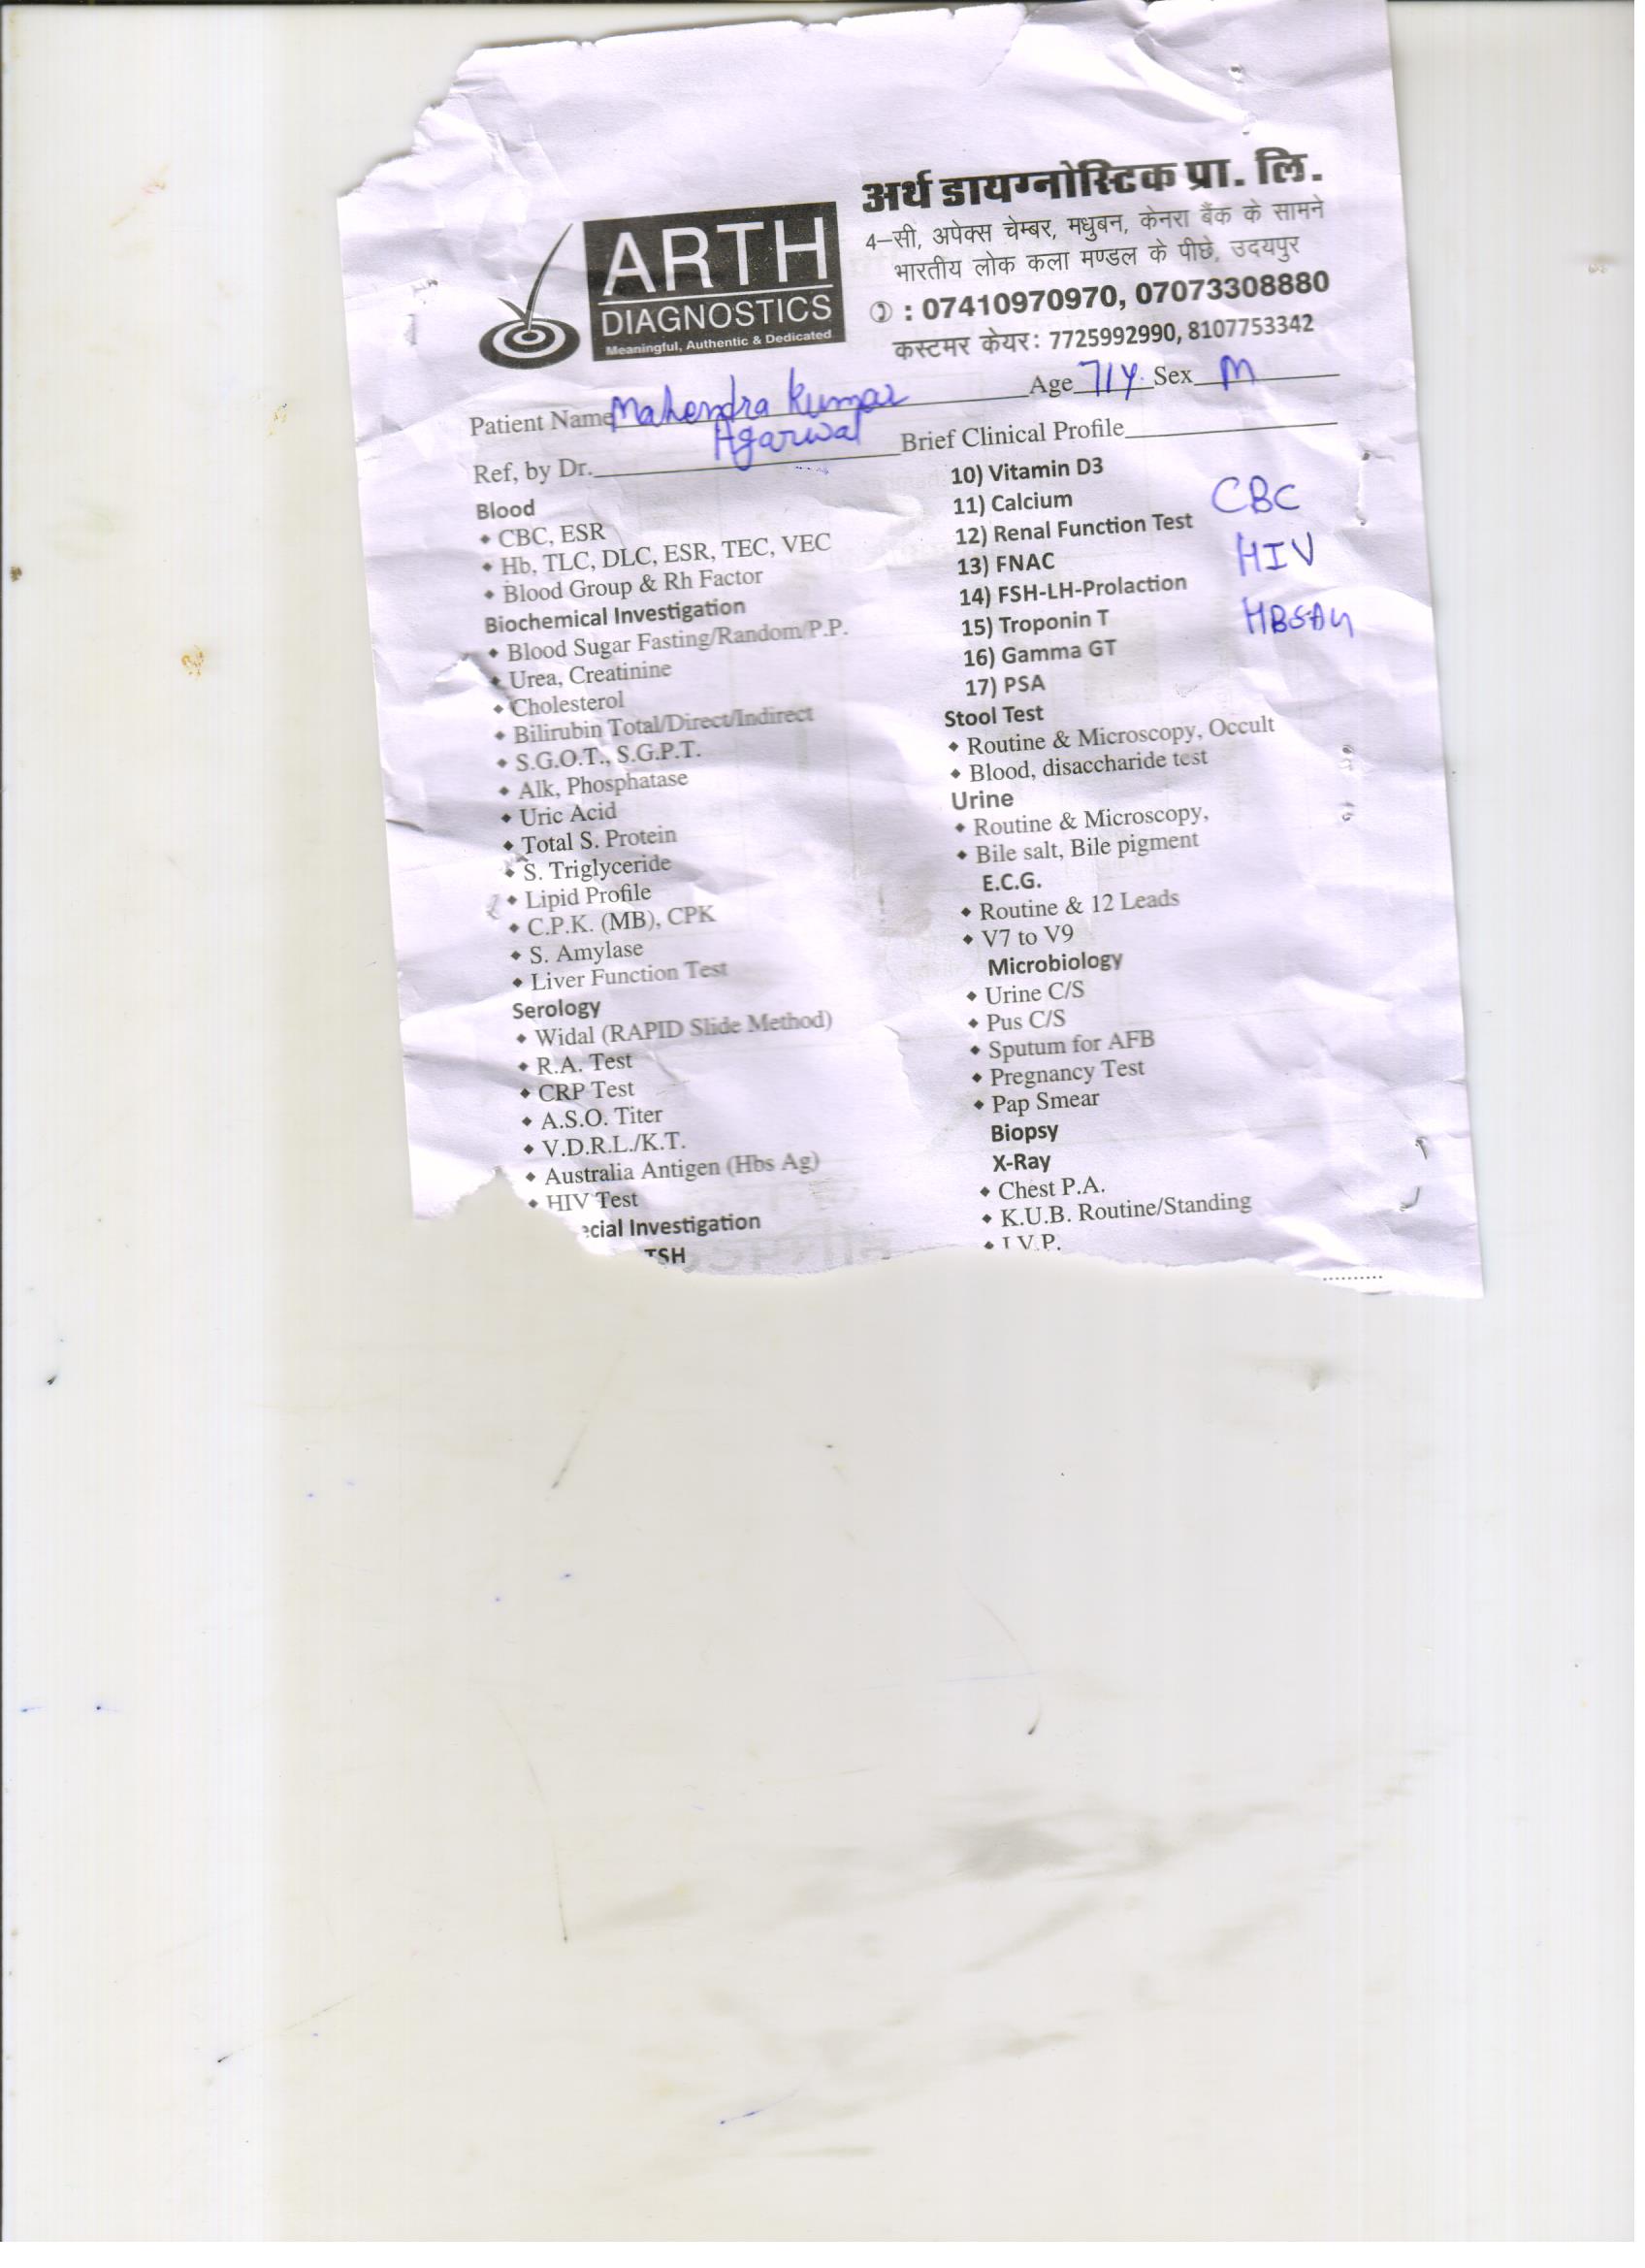 अर्थ डायग्नोस्टिक प्रा. लि.
ARTH
DIAGNOSTICS
Meaningful, Authentic & Dedicated
4-सी, अपेक्स चेम्बर, मधुबन, केनरा बैंक के सामने
भारतीय लोक कला मण्डल के पीछे, उदयपुर
: 07410970970, 07073308880
कस्टमर केयर: 7725992990, 8107753342
Patient Name Mahendra Kumar Age 71 Y. Sex M
Agarwal
Ref, by Dr. Brief Clinical Profile
Blood
• CBC, ESR
• Hb, TLC, DLC, ESR, TEC, VEC
• Blood Group & Rh Factor
Biochemical Investigation
• Blood Sugar Fasting/Random/P.P.
• Urea, Creatinine
• Cholesterol
• Bilirubin Total/Direct/Indirect
• S.G.O.T., S.G.P.T.
• Alk, Phosphatase
• Uric Acid
• Total S. Protein
• S. Triglyceride
• Lipid Profile
• C.P.K. (MB), CPK
• S. Amylase
• Liver Function Test
Serology
• Widal (RAPID Slide Method)
• R.A. Test
• CRP Test
• A.S.O. Titer
• V.D.R.L./K.T.
• Australia Antigen (Hbs Ag)
• HIV Test
ecial Investigation
TSH
10) Vitamin D3
11) Calcium
12) Renal Function Test
13) FNAC
14) FSH-LH-Prolaction
15) Troponin T
16) Gamma GT
17) PSA
Stool Test
• Routine & Microscopy, Occult
• Blood, disaccharide test
Urine
• Routine & Microscopy,
• Bile salt, Bile pigment
E.C.G.
• Routine & 12 Leads
• V7 to V9
Microbiology
• Urine C/S
• Pus C/S
• Sputum for AFB
• Pregnancy Test
• Pap Smear
Biopsy
X-Ray
• Chest P.A.
• K.U.B. Routine/Standing
• I.V.P.
CBC
HIV
HBSAg